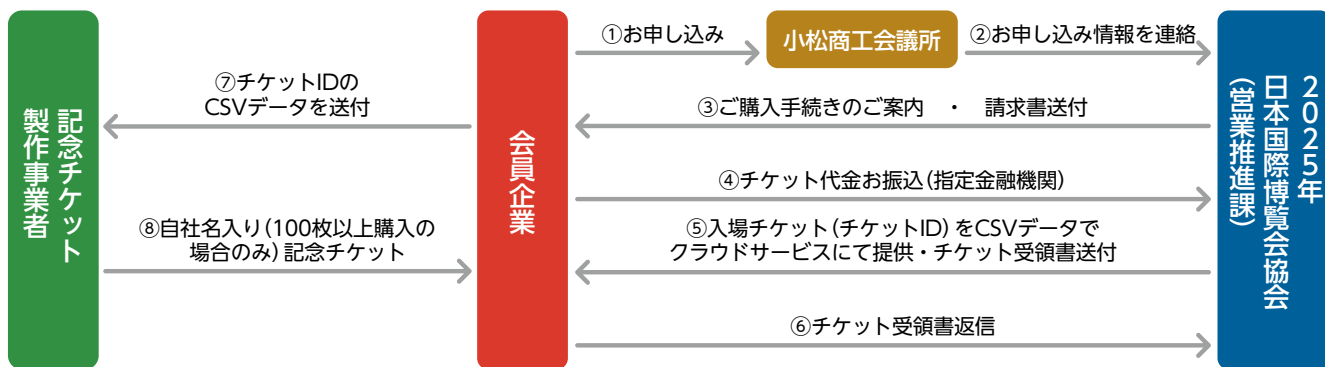 ①お申し込み
小松商工会議所
②お申し込み情報を連絡
⑦チケットIDの
CSVデータを送付
③ご購入手続きのご案内　・　請求書送付
記念チケット
製作事業者
会員企業
2025年
日本国際博覧会協会
(営業推進課)
④チケット代金お振込(指定金融機関)
⑧自社名入り(100枚以上購入の
場合のみ)記念チケット
⑤入場チケット(チケットID)をCSVデータで
クラウドサービスにて提供・チケット受領書送付
⑥チケット受領書返信